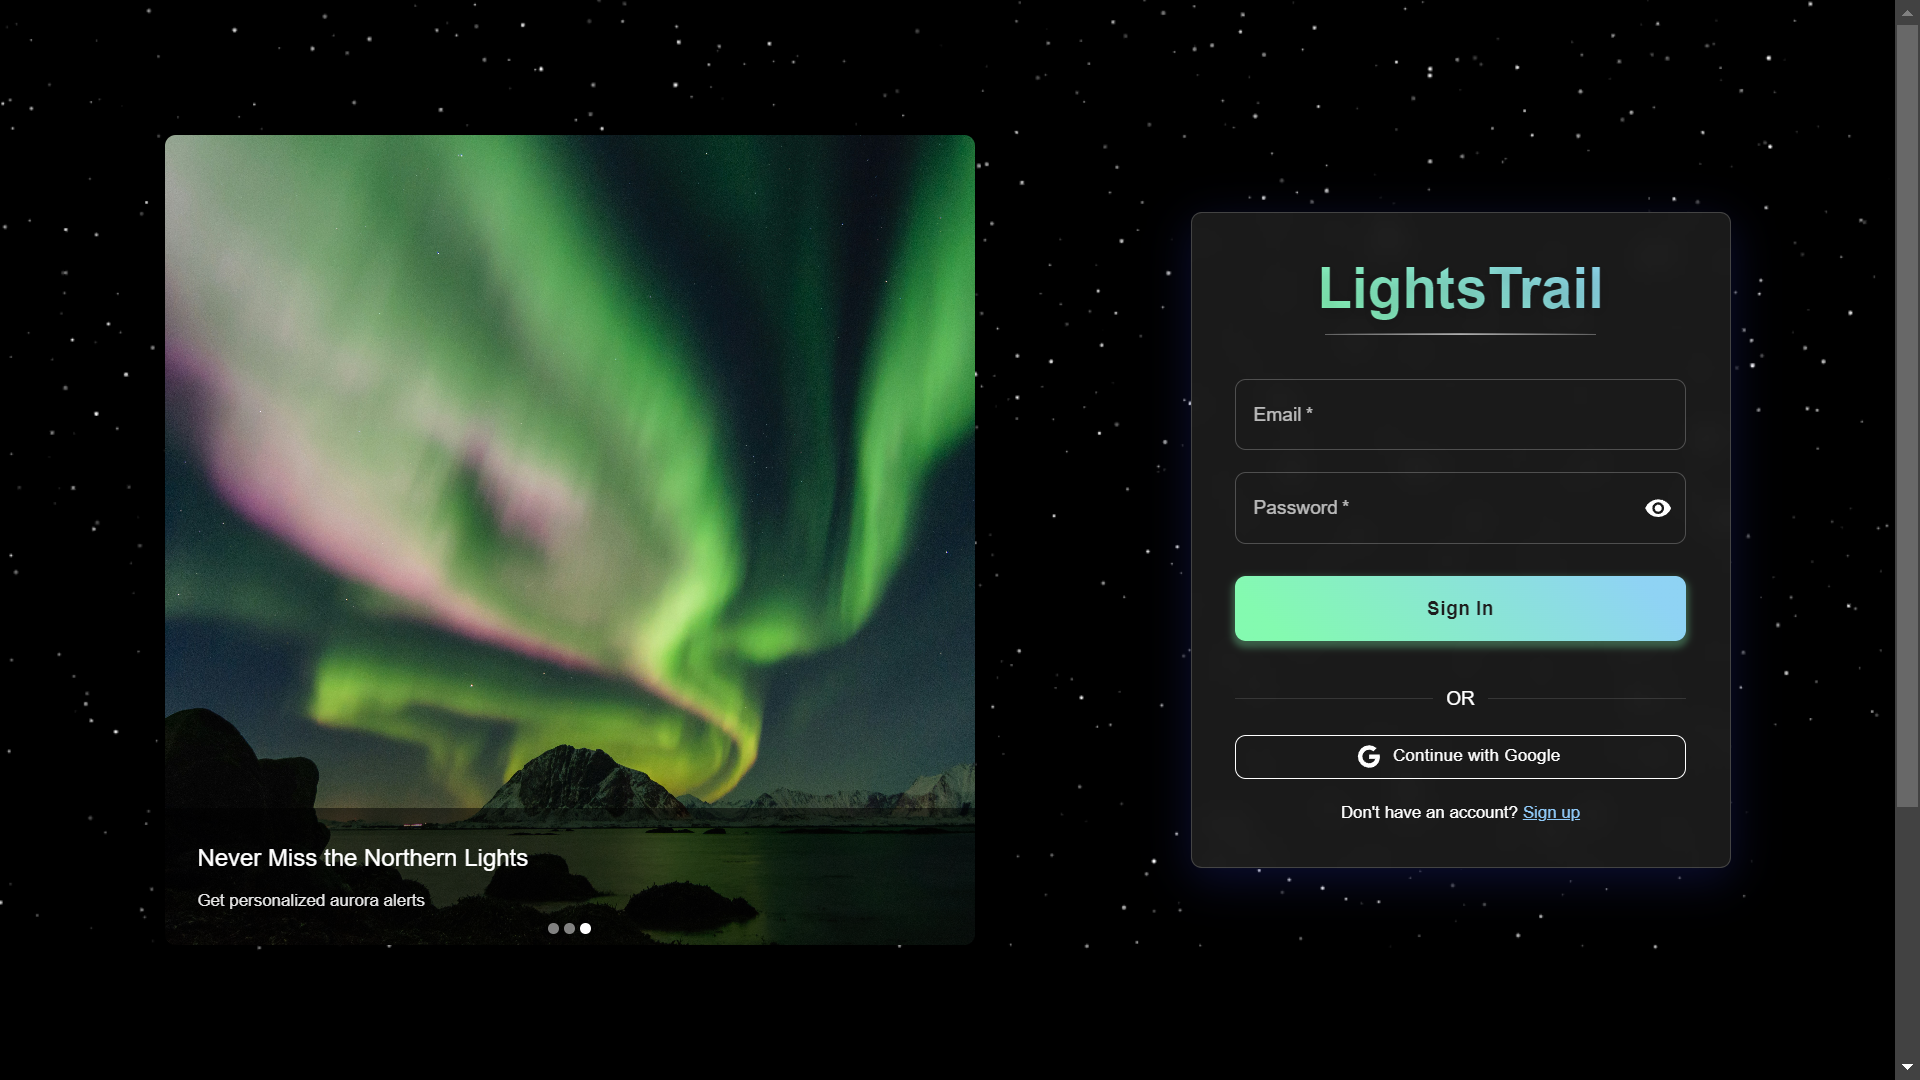 Never Miss the Northern Lights
Get personalized aurora alerts
LightsTrail
Email *
Password *
Sign In
OR
Continue with Google
Don't have an account? Sign up